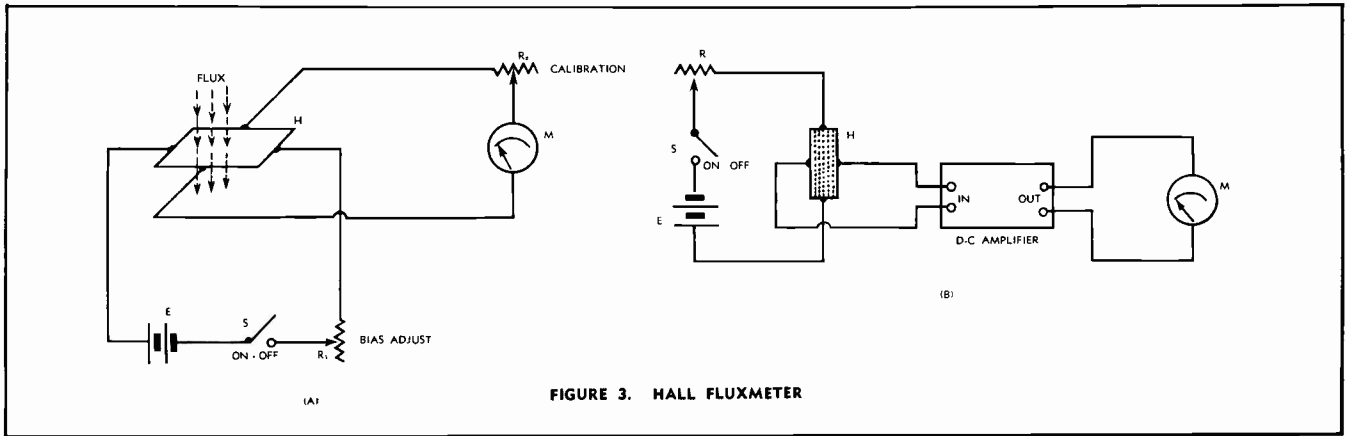 FLUX
H
R₂
CALIBRATION
M
E
S
ON - OFF
R₁
BIAS ADJUST
(A)
R
S
ON OFF
E
H
IN
OUT
D-C AMPLIFIER
M
(B)
FIGURE 3. HALL FLUXMETER